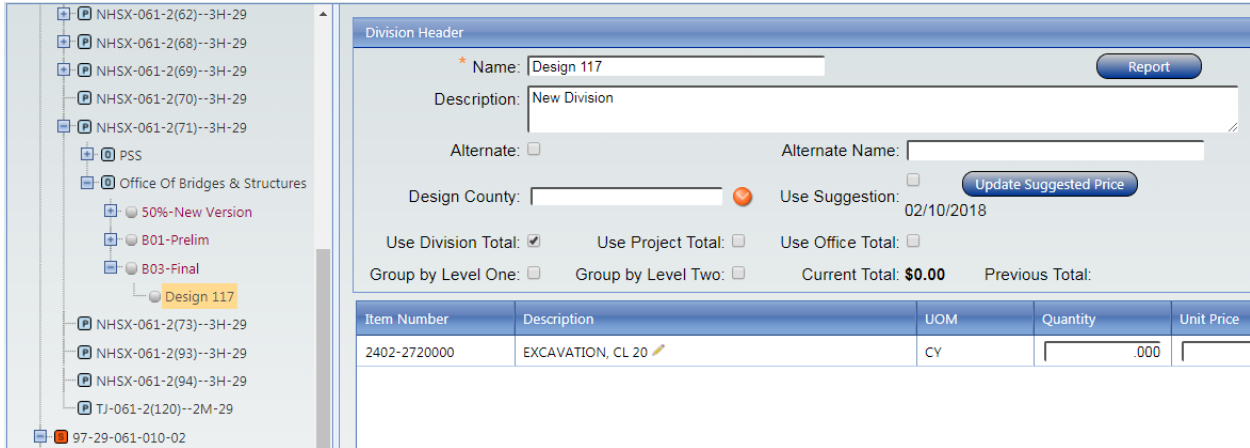 NHSX-061-2(62)--3H-29
NHSX-061-2(68)--3H-29
NHSX-061-2(69)--3H-29
NHSX-061-2(70)--3H-29
NHSX-061-2(71)--3H-29
PSS
Office Of Bridges & Structures
50%-New Version
B01-Prelim
B03-Final
Design 117
NHSX-061-2(73)--3H-29
NHSX-061-2(93)--3H-29
NHSX-061-2(94)--3H-29
TJ-061-2(120)--2M-29
97-29-061-010-02
Division Header
* Name: Design 117 Report
Description: New Division
Alternate: Alternate Name:
Design County: Use Suggestion: Update Suggested Price
02/10/2018
Use Division Total: Use Project Total: Use Office Total:
Group by Level One: Group by Level Two: Current Total: $0.00 Previous Total:
Item Number Description UOM Quantity Unit Price
2402-2720000 EXCAVATION, CL 20 CY .000